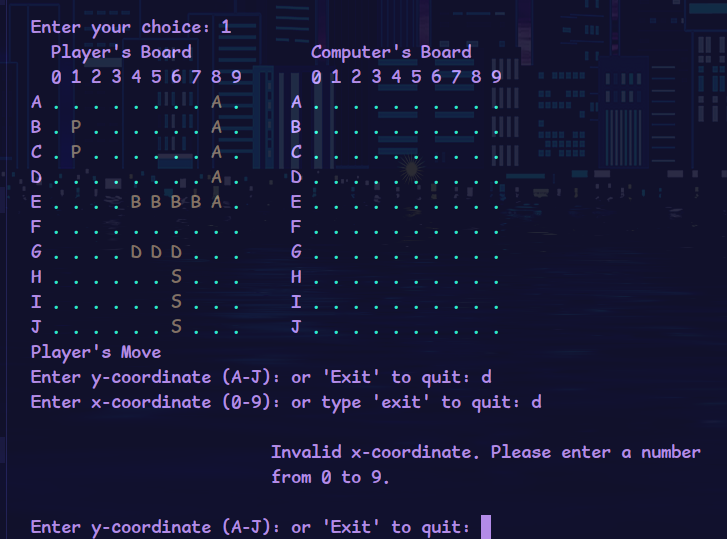 Enter your choice: 1
Player's Board Computer's Board
0 1 2 3 4 5 6 7 8 9 0 1 2 3 4 5 6 7 8 9
A . . . . . . . . A . A . . . . . . . . . .
B . P . . . . . . A . B . . . . . . . . . .
C . P . . . . . . A . C . . . . . . . . . .
D . . . . . . . . A . D . . . . . . . . . .
E . . . . B B B B A . E . . . . . . . . . .
F . . . . . . . . . . F . . . . . . . . . .
G . . . . D D D . . . G . . . . . . . . . .
H . . . . . . S . . . H . . . . . . . . . .
I . . . . . . S . . . I . . . . . . . . . .
J . . . . . . S . . . J . . . . . . . . . .
Player's Move
Enter y-coordinate (A-J): or 'Exit' to quit: d
Enter x-coordinate (0-9): or type 'exit' to quit: d
Invalid x-coordinate. Please enter a number
from 0 to 9.
Enter y-coordinate (A-J): or 'Exit' to quit: